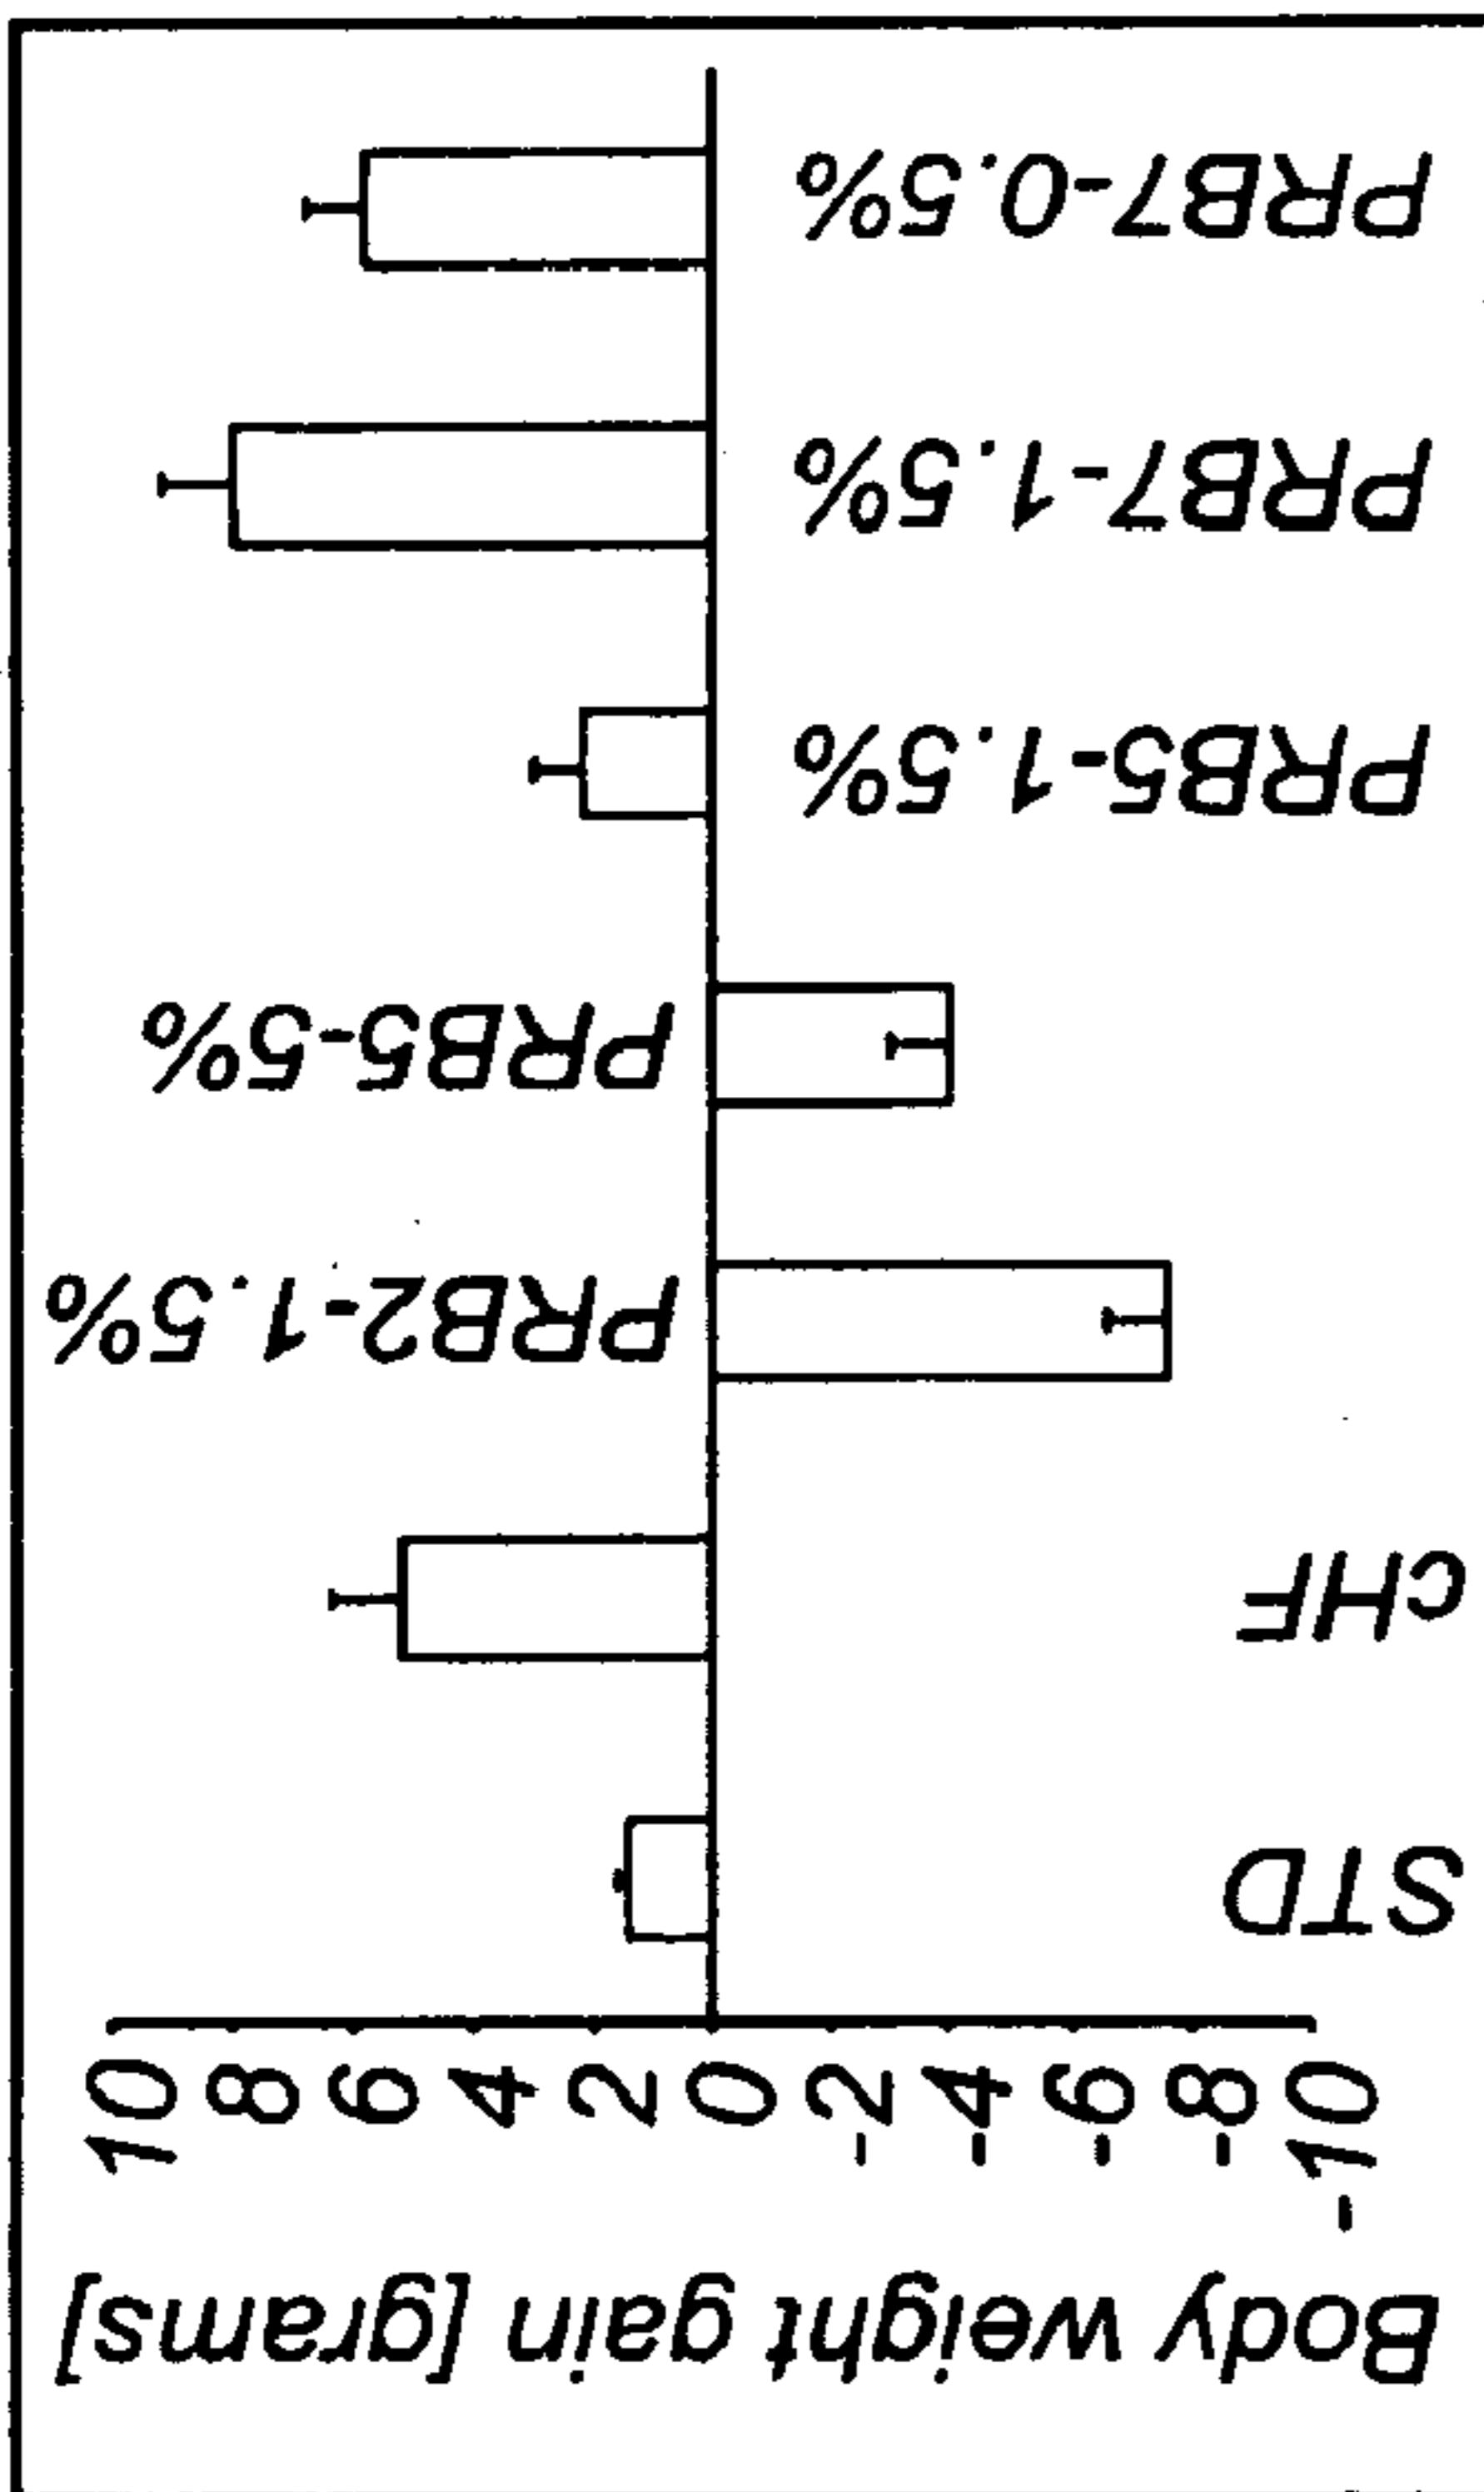 Body weight gain [grams]
-10
-8
-6
-4
-2
0
2
4
6
8
10
STD
cHF
PRB2-1.5%
PRB5-5%
PRB5-1.5%
PRB7-1.5%
PRB7-0.5%